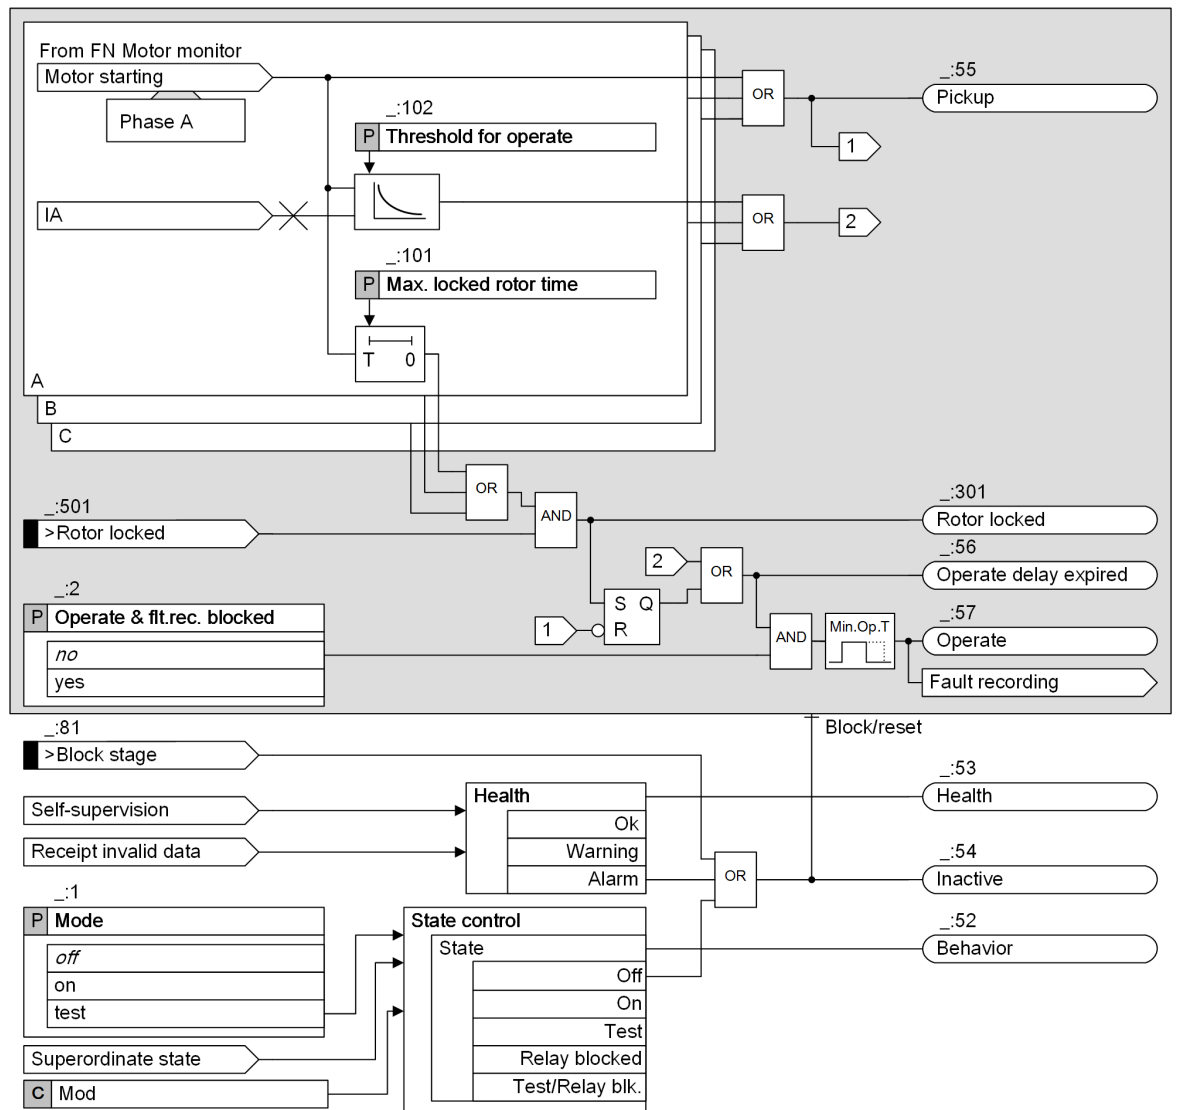 From FN Motor monitor
Motor starting
Phase A
_:102
P Threshold for operate
IA
_:101
P Max. locked rotor time
T 0
A
B
C
OR
_:55
Pickup
1
OR
2
_:501
>Rotor locked
OR
AND
_:301
Rotor locked
2
OR
_:56
Operate delay expired
S Q
R
1
_:2
P Operate & flt.rec. blocked
no
yes
AND
Min.Op.T
_:57
Operate
Fault recording
Block/reset
_:81
>Block stage
Self-supervision
Receipt invalid data
Health
Ok
Warning
Alarm
OR
_:53
Health
_:54
Inactive
_:1
P Mode
off
on
test
Superordinate state
C Mod
State control
State
Off
On
Test
Relay blocked
Test/Relay blk.
_:52
Behavior